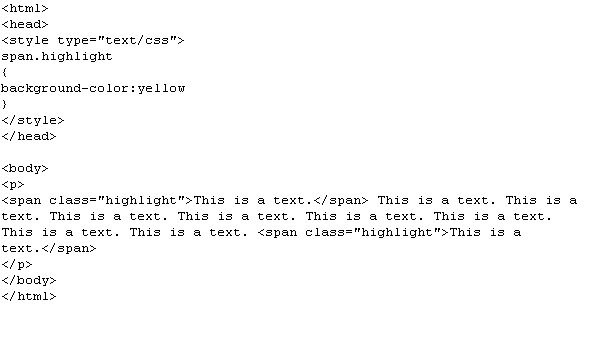 <html>
<head>
<style type="text/css">
span.highlight
{
background-color:yellow
}
</style>
</head>

<body>
<p>
<span class="highlight">This is a text.</span> This is a text. This is a
text. This is a text. This is a text. This is a text. This is a text.
This is a text. This is a text. <span class="highlight">This is a
text.</span>
</p>
</body>
</html>